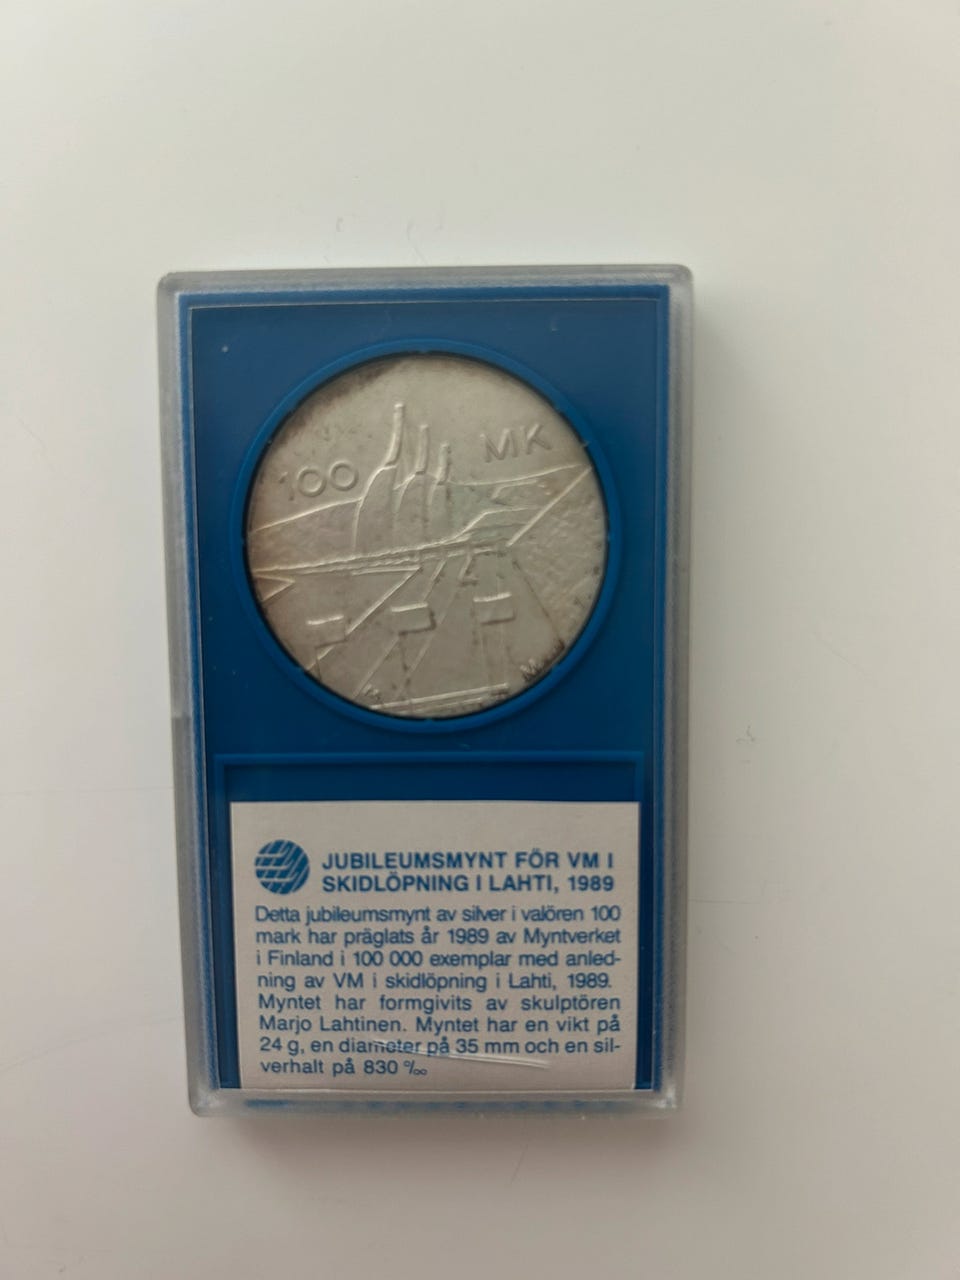 100 MK
JUBILEUMSMYNT FÖR VM I
SKIDLÖPNING I LAHTI, 1989
Detta jubileumsmynt av silver i valören 100
mark har präglats år 1989 av Myntverket
i Finland i 100 000 exemplar med anled-
ning av VM i skidlöpning i Lahti, 1989.
Myntet har formgivits av skulptören
Marjo Lahtinen. Myntet har en vikt på
24 g, en diameter på 35 mm och en sil-
verhalt på 830 ‰